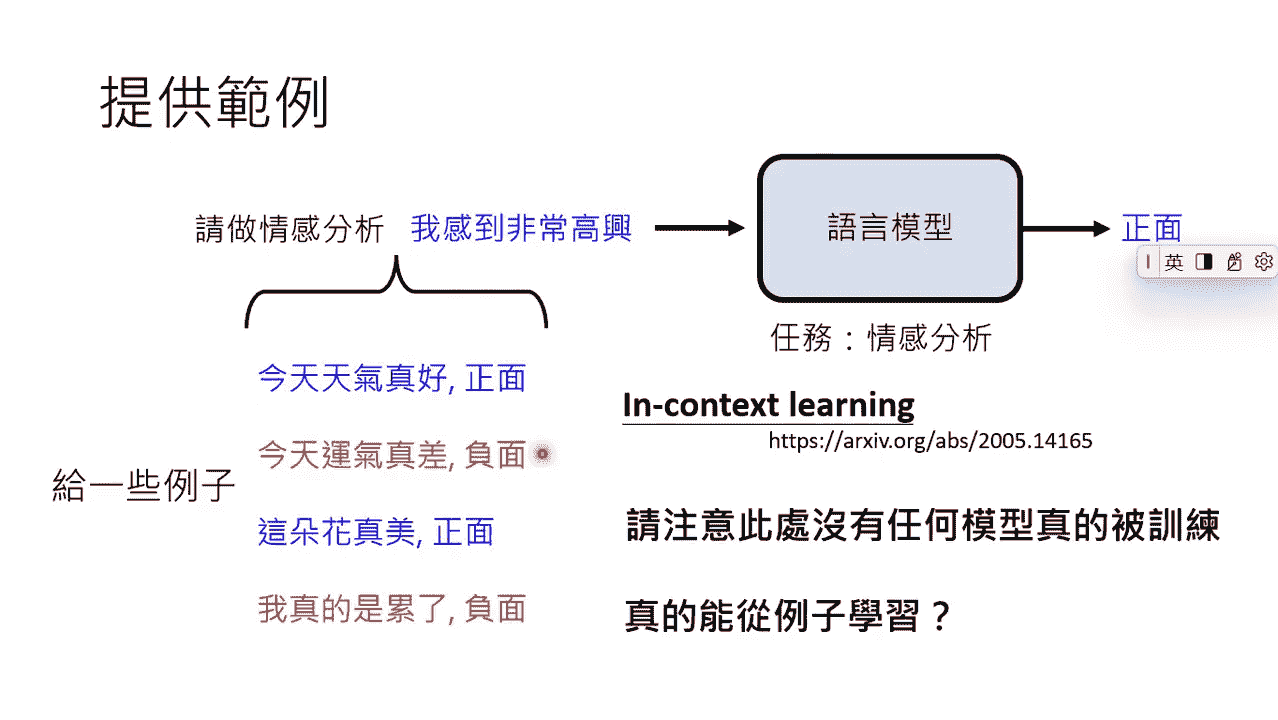 提供範例
請做情感分析 我感到非常高興
語言模型
正面
英
任務：情感分析
今天天氣真好, 正面
今天運氣真差, 負面
給一些例子
這朵花真美, 正面
我真的是累了, 負面
In-context learning
https://arxiv.org/abs/2005.14165
請注意此處沒有任何模型真的被訓練
真的能從例子學習？